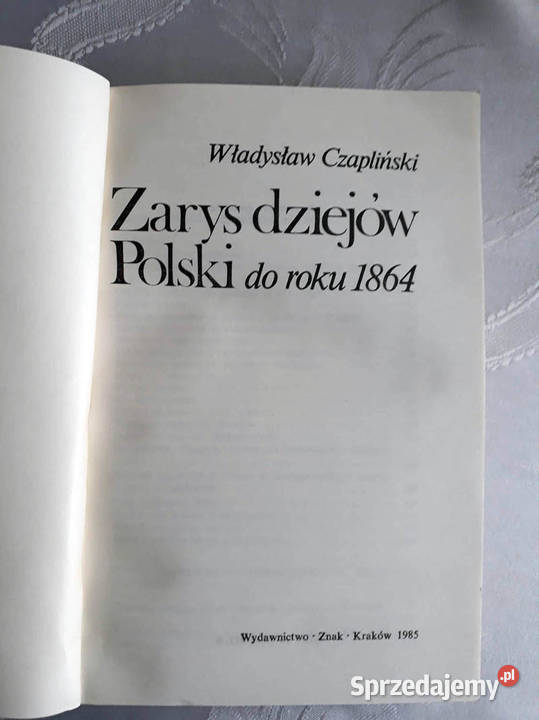 Władysław Czapliński
Zarys dziejów
Polski do roku 1864
Wydawnictwo · Znak · Kraków 1985
Sprzedajemy.pl